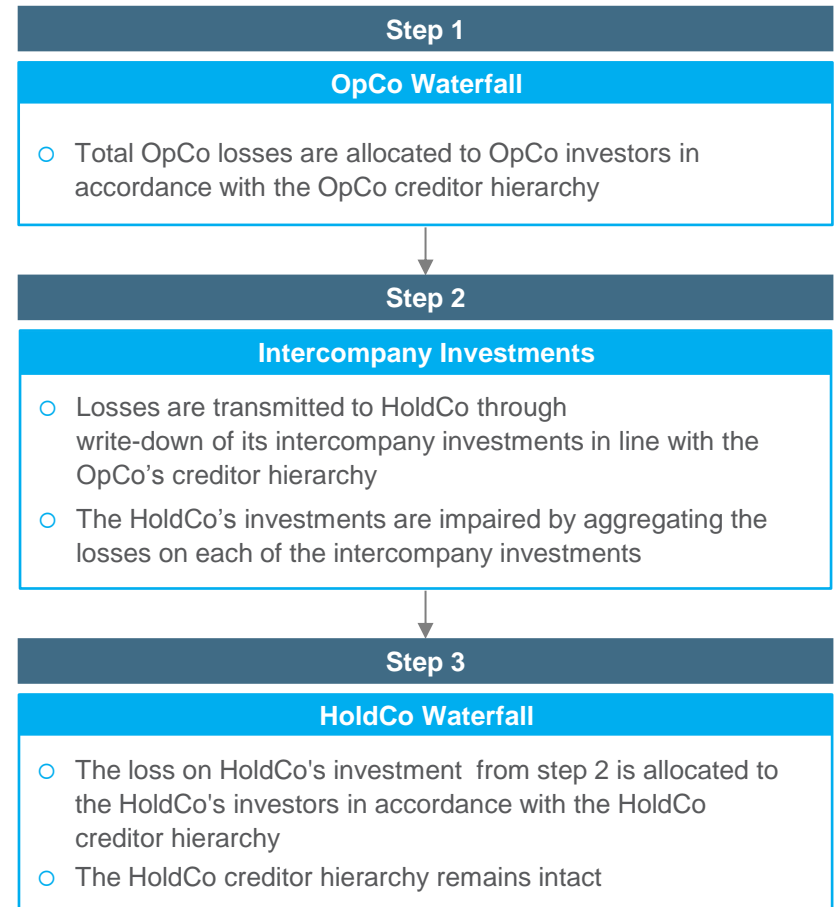 Step 1
OpCo Waterfall
○ Total OpCo losses are allocated to OpCo investors in
accordance with the OpCo creditor hierarchy
Step 2
Intercompany Investments
○ Losses are transmitted to HoldCo through
write-down of its intercompany investments in line with the
OpCo’s creditor hierarchy
○ The HoldCo’s investments are impaired by aggregating the
losses on each of the intercompany investments
Step 3
HoldCo Waterfall
○ The loss on HoldCo's investment from step 2 is allocated to
the HoldCo's investors in accordance with the HoldCo
creditor hierarchy
○ The HoldCo creditor hierarchy remains intact